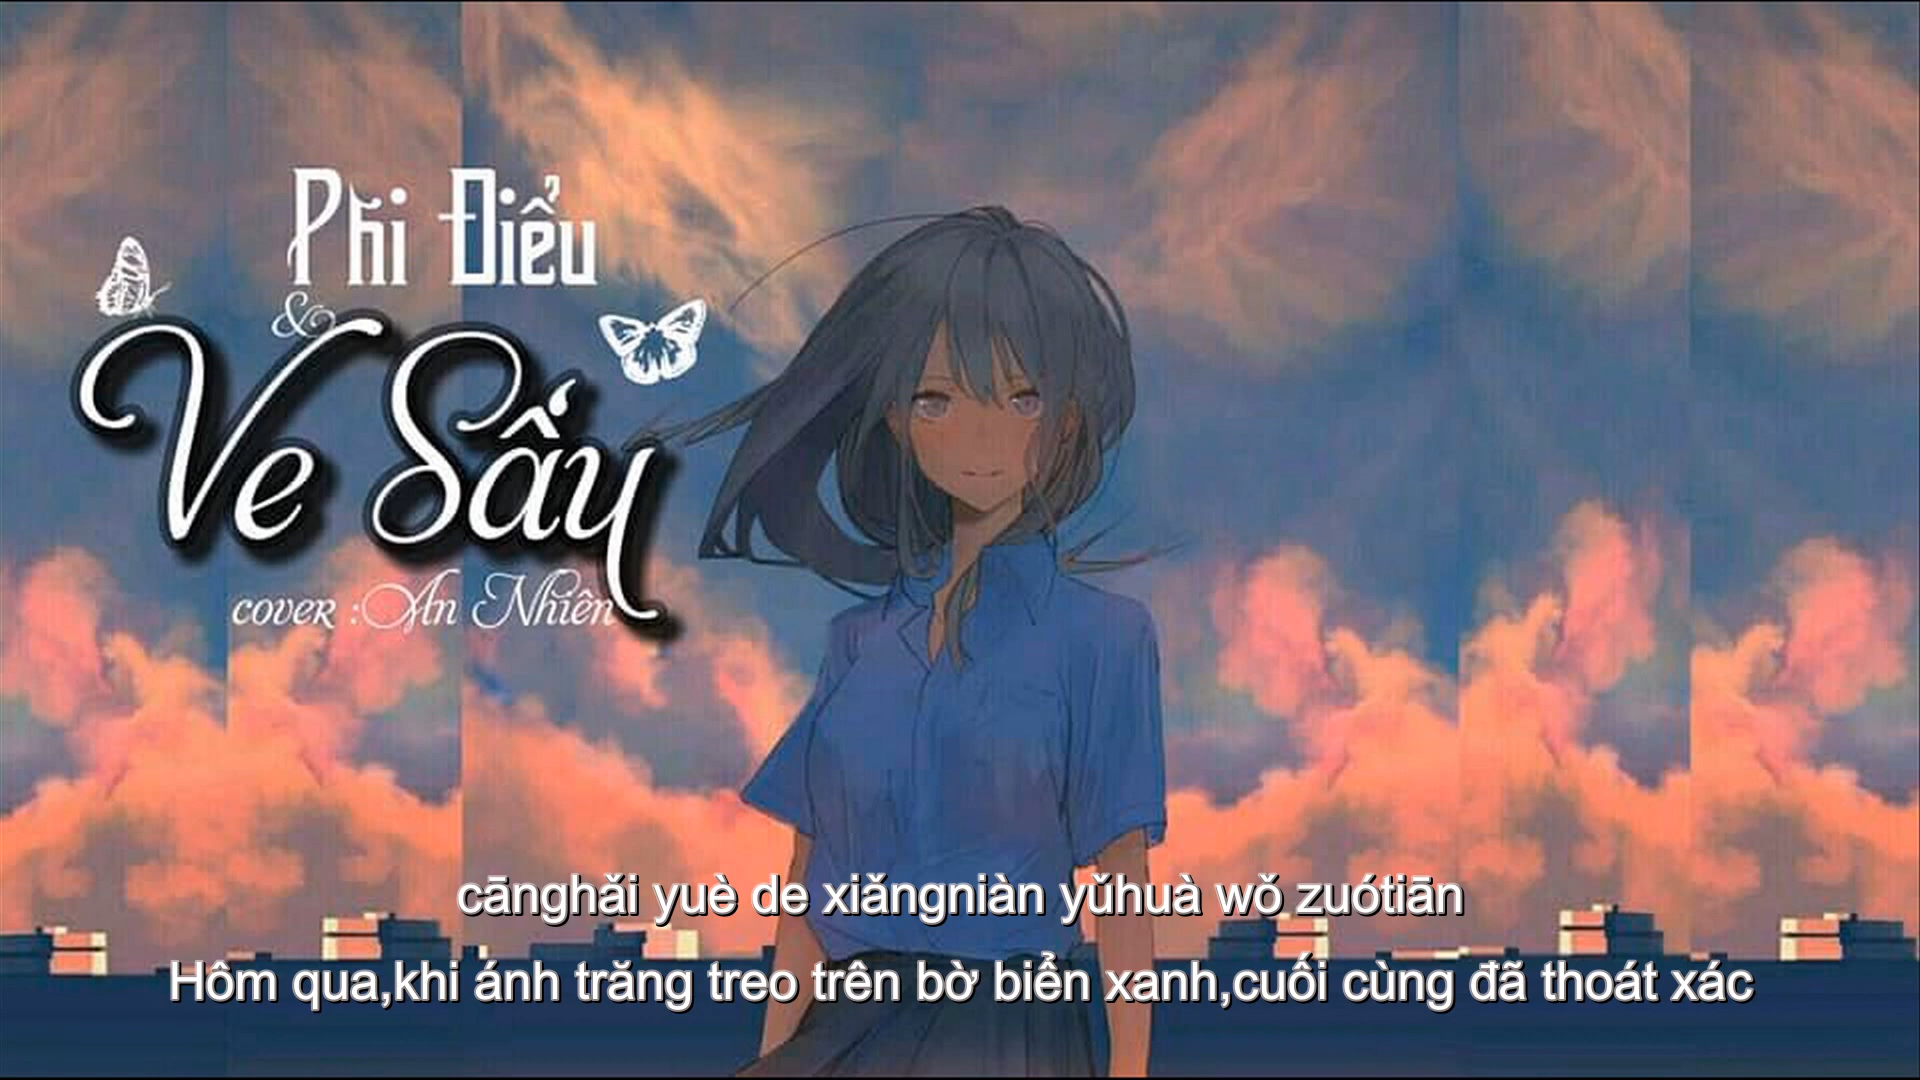 Phi Điểu
&
Ve Sầu
cover :An Nhiên
cānghǎi yuè de xiǎngniàn yǔhuà wǒ zuótiān
Hôm qua,khi ánh trăng treo trên bờ biển xanh,cuối cùng đã thoát xác